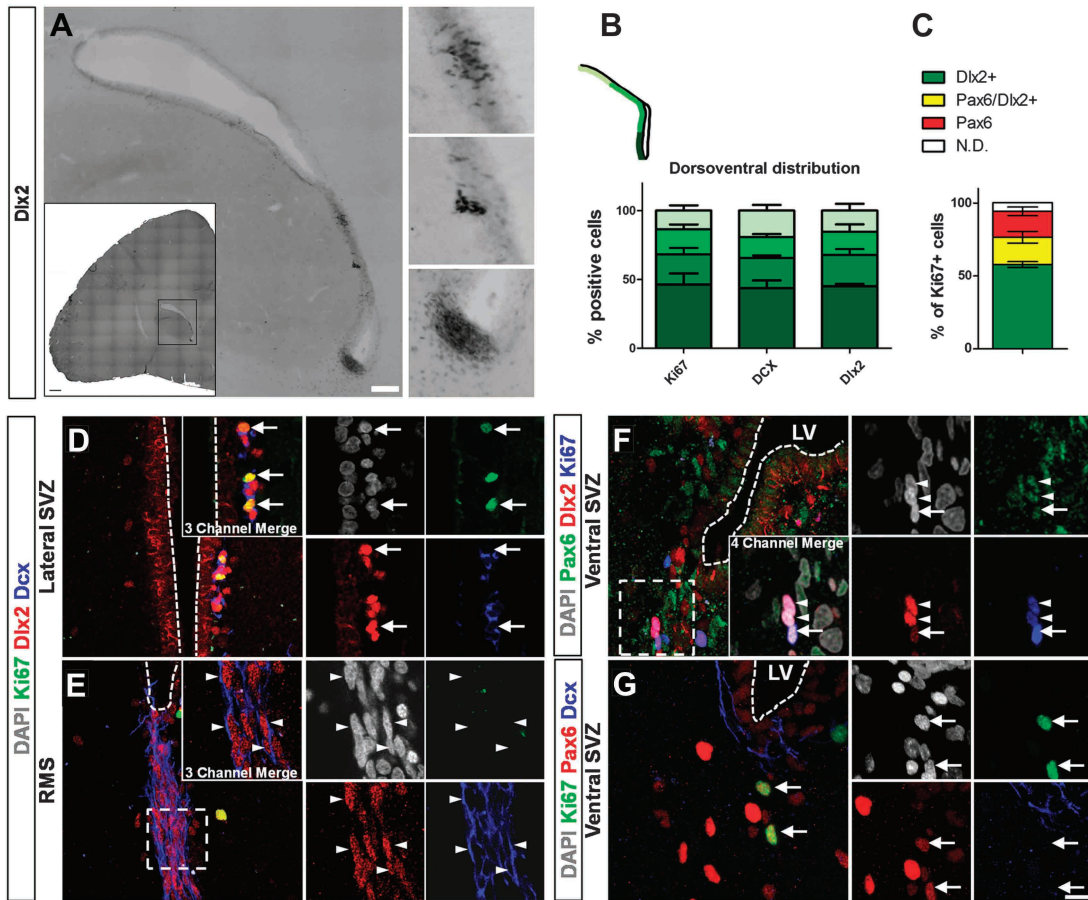 A
Dlx2
B
Dorsoventral distribution
% positive cells
100
50
0
Ki67
DCX
Dlx2
C
Dlx2+
Pax6/Dlx2+
Pax6
N.D.
% of Ki67+ cells
100
50
0
DAPI Ki67 Dlx2 Dcx
Lateral SVZ
D
3 Channel Merge
RMS
E
3 Channel Merge
DAPI Pax6 Dlx2 Ki67
Ventral SVZ
F
LV
4 Channel Merge
DAPI Ki67 Pax6 Dcx
Ventral SVZ
G
LV